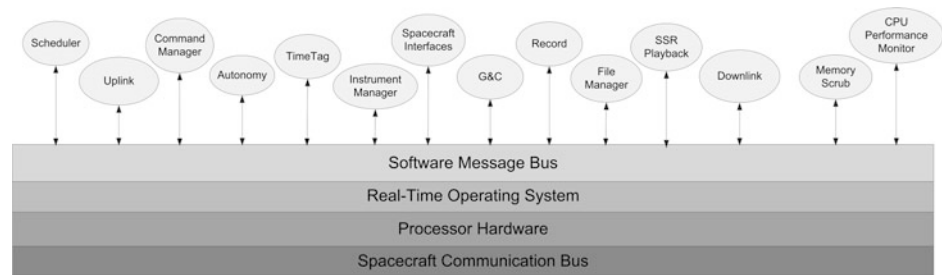 Scheduler
Uplink
Command
Manager
Autonomy
TimeTag
Instrument
Manager
Spacecraft
Interfaces
G&C
Record
File
Manager
SSR
Playback
Downlink
Memory
Scrub
CPU
Performance
Monitor
Software Message Bus
Real-Time Operating System
Processor Hardware
Spacecraft Communication Bus